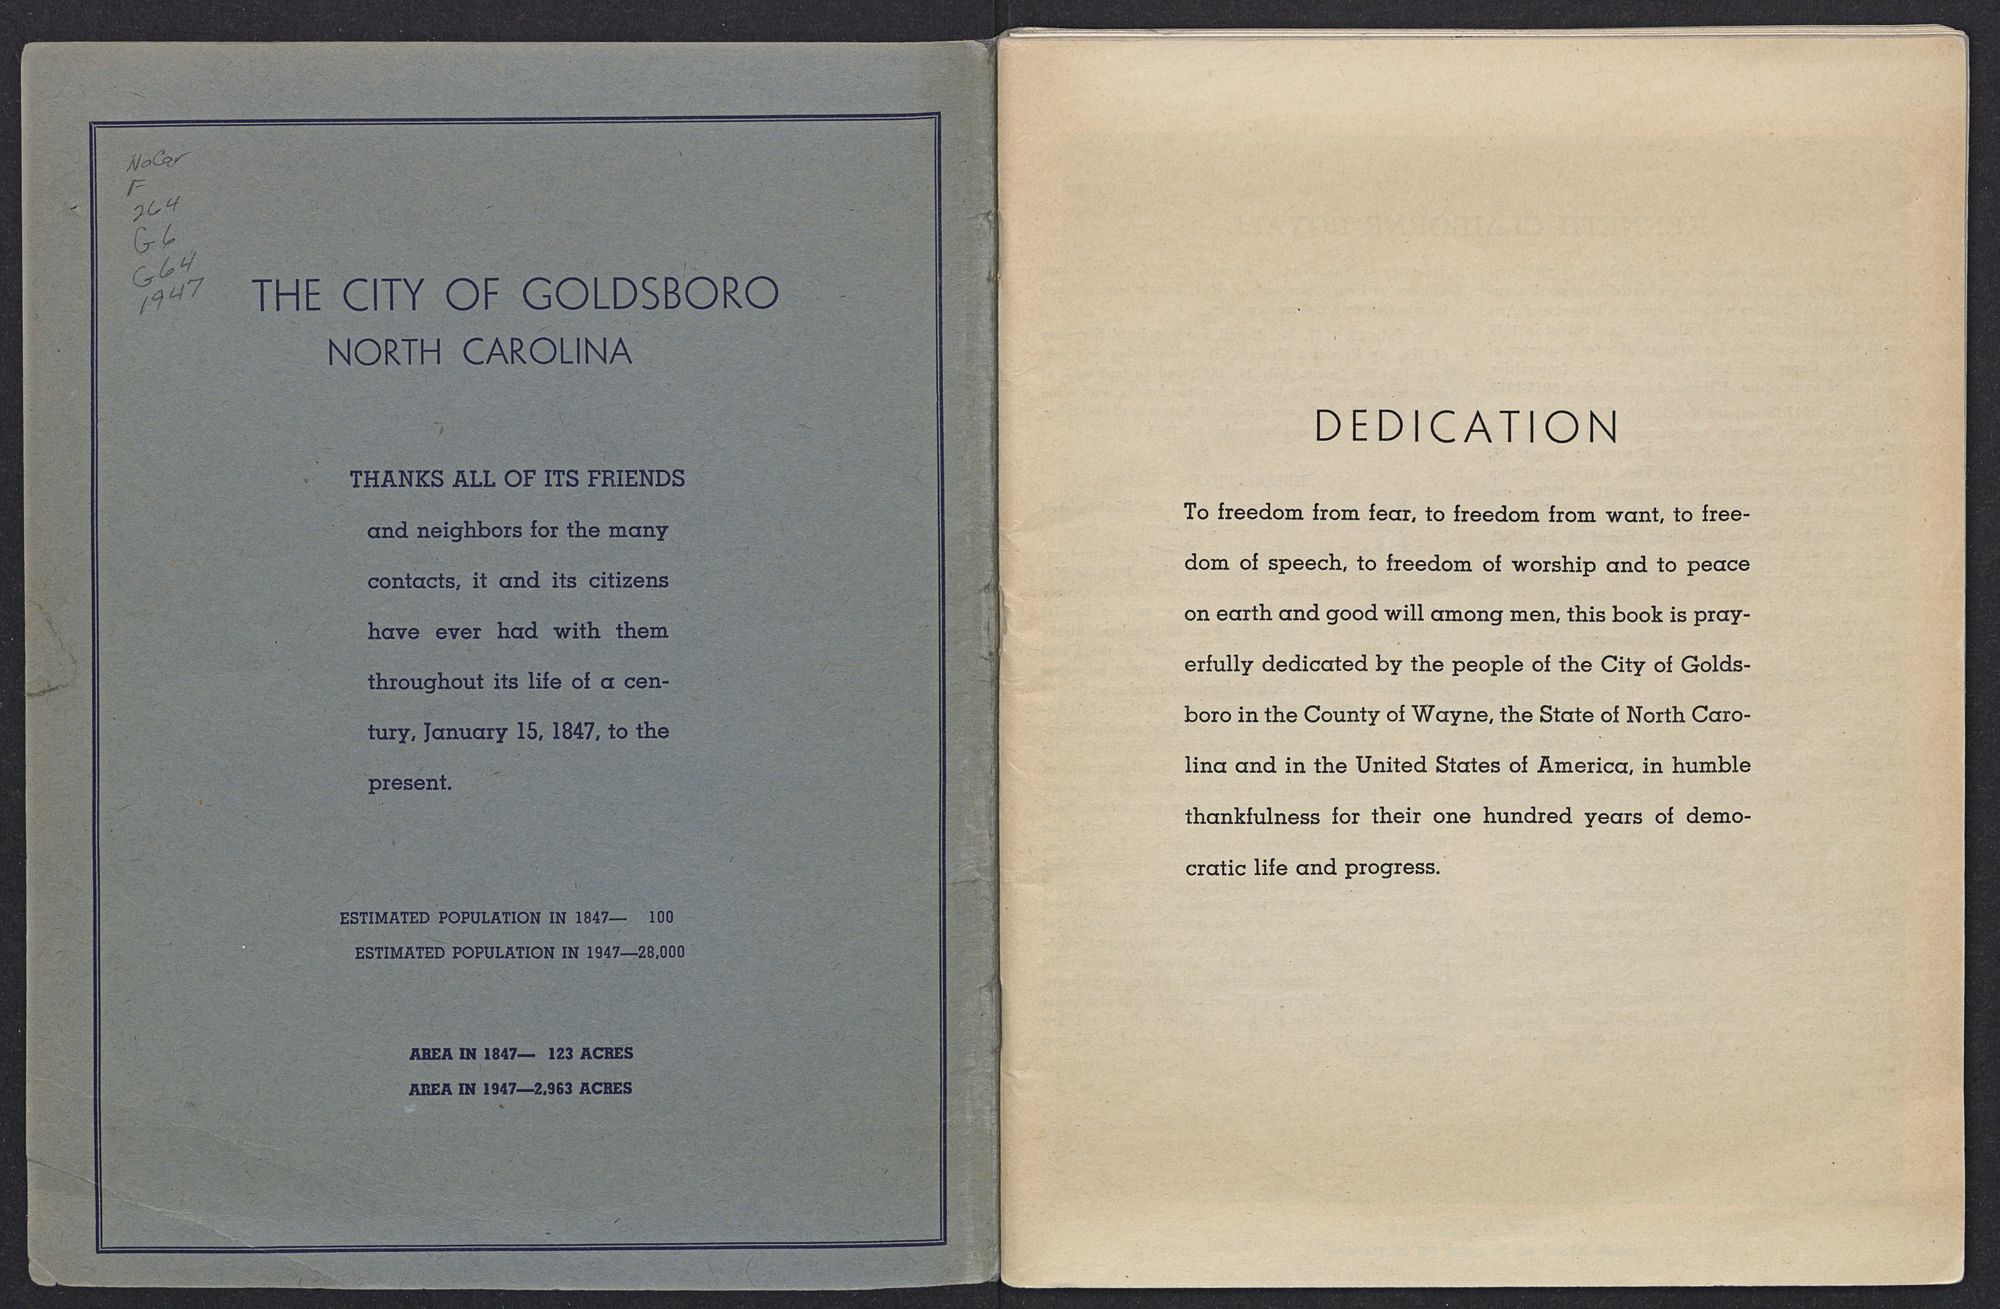 NoCar
F
264
G6
G64
1947
THE CITY OF GOLDSBORO
NORTH CAROLINA
THANKS ALL OF ITS FRIENDS
and neighbors for the many
contacts, it and its citizens
have ever had with them
throughout its life of a cen-
tury, January 15, 1847, to the
present.
ESTIMATED POPULATION IN 1847— 100
ESTIMATED POPULATION IN 1947—28,000
AREA IN 1847— 123 ACRES
AREA IN 1947—2,963 ACRES
DEDICATION
To freedom from fear, to freedom from want, to free-
dom of speech, to freedom of worship and to peace
on earth and good will among men, this book is pray-
erfully dedicated by the people of the City of Golds-
boro in the County of Wayne, the State of North Caro-
lina and in the United States of America, in humble
thankfulness for their one hundred years of demo-
cratic life and progress.